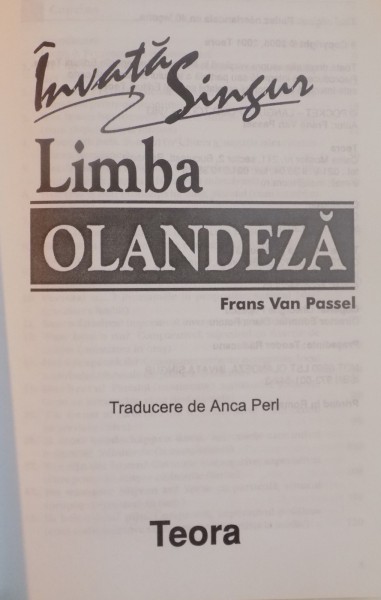 Învață
Singur
Limba
OLANDEZĂ
Frans Van Passel
Traducere de Anca Perl
Teora